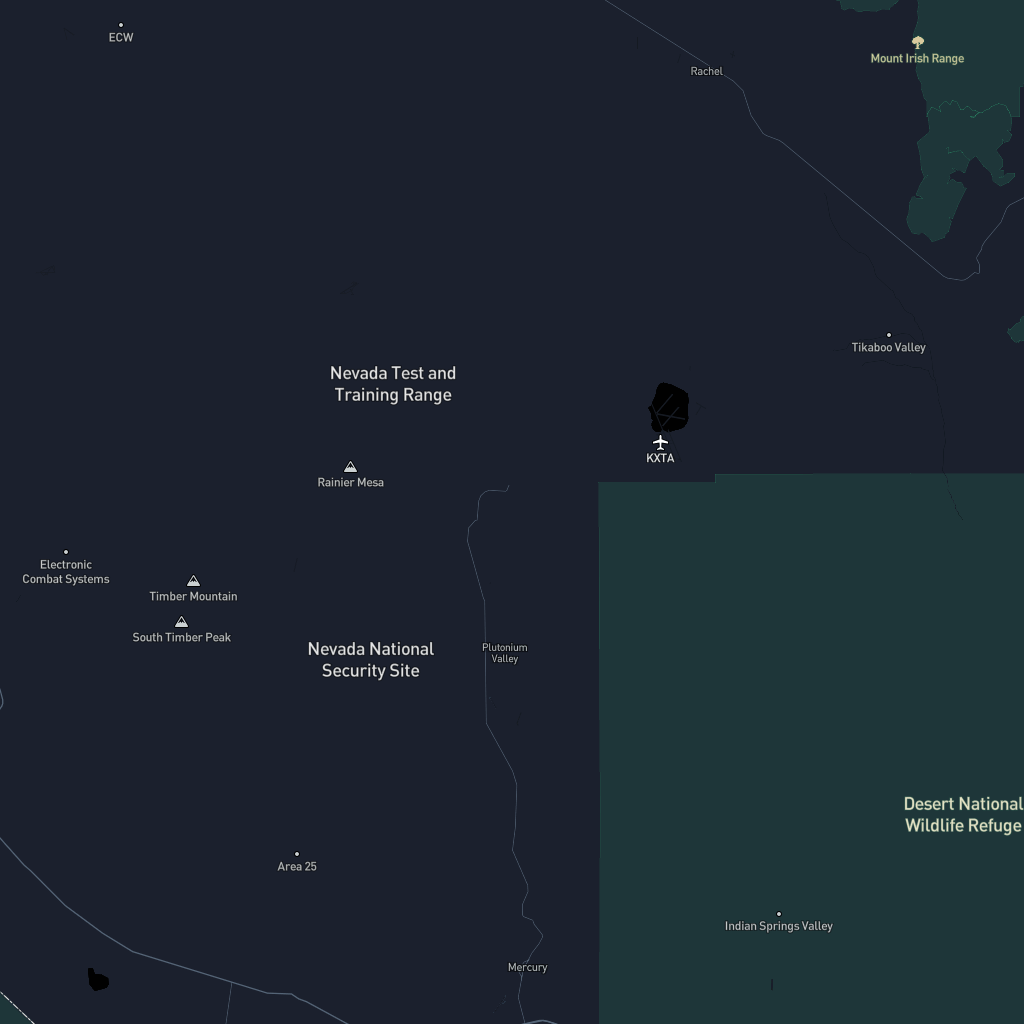 ECW
Mount Irish Range
Rachel
Tikaboo Valley
Nevada Test and
Training Range
KXTA
Rainier Mesa
Electronic
Combat Systems
Timber Mountain
South Timber Peak
Nevada National
Security Site
Plutonium
Valley
Desert National
Wildlife Refuge
Area 25
Indian Springs Valley
Mercury